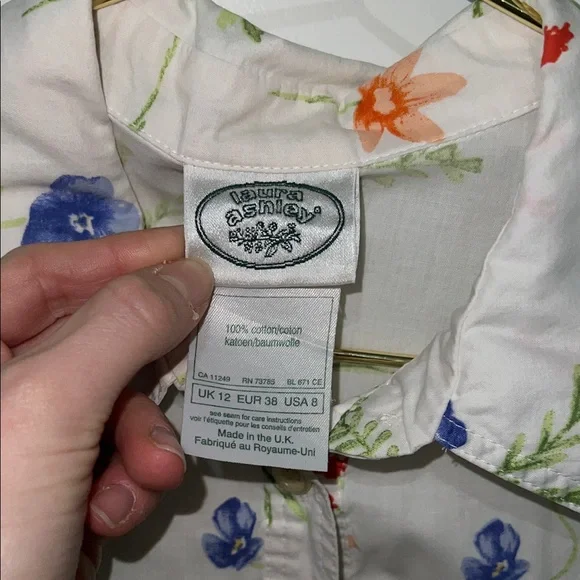 laura
ashley®
100% cotton/coton
katoen/baumwolle
CA 11249 RN 73785 BL 671 CE
UK 12 EUR 38 USA 8
see seam for care instructions
voir l'étiquette pour les conseils d'entretien
Made in the U.K.
Fabriqué au Royaume-Uni